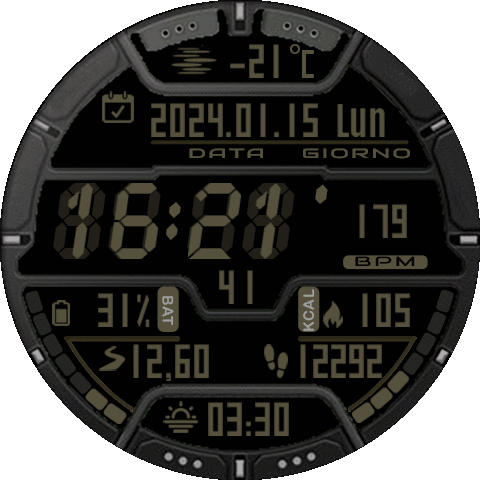 -21°C
2024.01.15 Lun
DATA GIORNO
16:21 179
BPM
41
31% BAT KCAL 105
12.60 12292
03:30